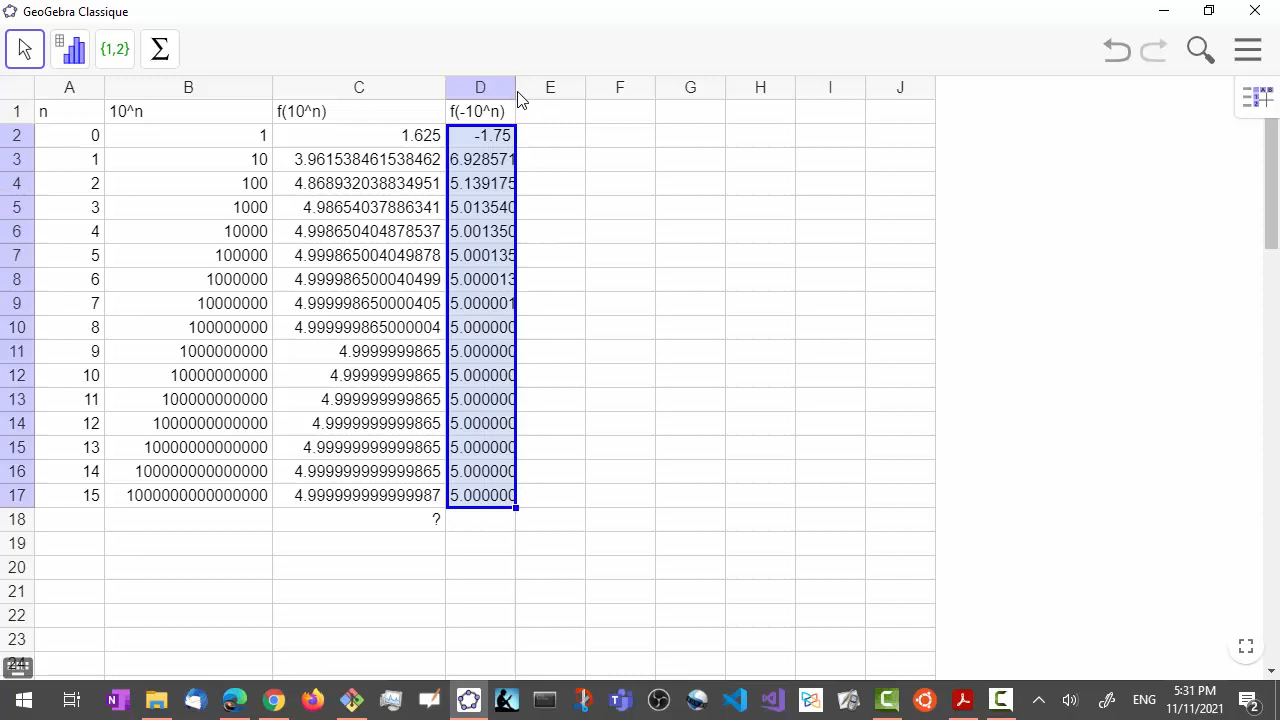 GeoGebra Classique
{1,2} Σ
A B C D E F G H I J
1 n 10^n f(10^n) f(-10^n)
2 0 1 1.625 -1.75
3 1 10 3.961538461538462 6.928571
4 2 100 4.868932038834951 5.139175
5 3 1000 4.98654037886341 5.013540
6 4 10000 4.998650404878537 5.001350
7 5 100000 4.999865004049878 5.000135
8 6 1000000 4.999986500040499 5.000013
9 7 10000000 4.999998650000405 5.000001
10 8 100000000 4.999999865000004 5.000000
11 9 1000000000 4.9999999865 5.000000
12 10 10000000000 4.99999999865 5.000000
13 11 100000000000 4.999999999865 5.000000
14 12 1000000000000 4.9999999999865 5.000000
15 13 10000000000000 4.99999999999865 5.000000
16 14 100000000000000 4.999999999999865 5.000000
17 15 1000000000000000 4.999999999999987 5.000000
18 ?
19
20
21
22
23
24
ENG 5:31 PM
11/11/2021 2